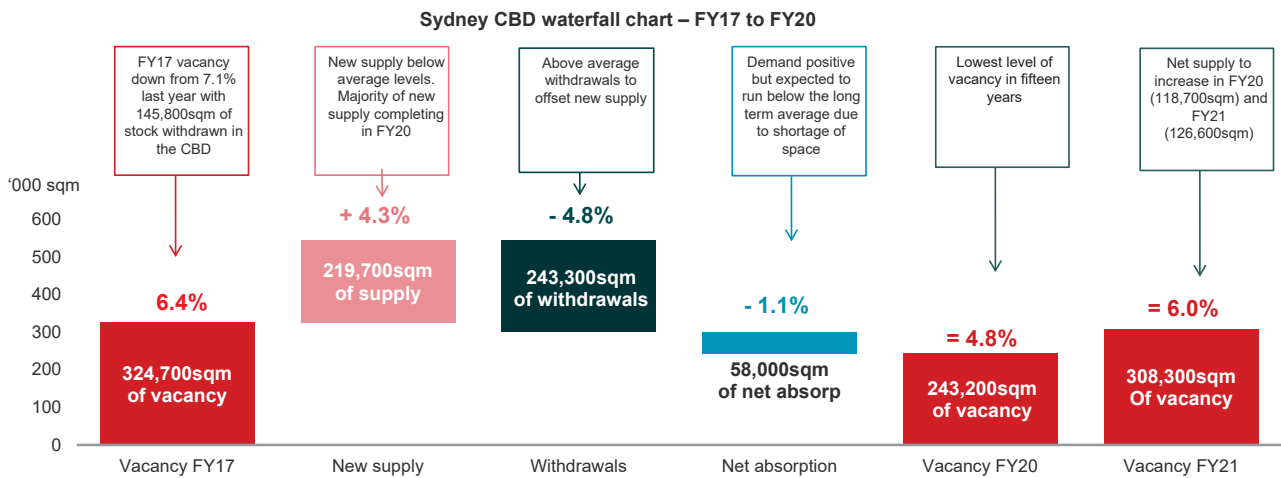 Sydney CBD waterfall chart – FY17 to FY20
FY17 vacancy
down from 7.1%
last year with
145,800sqm of
stock withdrawn in
the CBD
New supply below
average levels.
Majority of new
supply completing
in FY20
Above average
withdrawals to
offset new supply
Demand positive
but expected to
run below the long
term average due
to shortage of
space
Lowest level of
vacancy in fifteen
years
Net supply to
increase in FY20
(118,700sqm) and
FY21
(126,600sqm)
‘000 sqm
600
500
400
300
200
100
0
6.4%
324,700sqm
of vacancy
+ 4.3%
219,700sqm
of supply
- 4.8%
243,300sqm
of withdrawals
- 1.1%
58,000sqm
of net absorp
= 4.8%
243,200sqm
of vacancy
= 6.0%
308,300sqm
Of vacancy
Vacancy FY17
New supply
Withdrawals
Net absorption
Vacancy FY20
Vacancy FY21